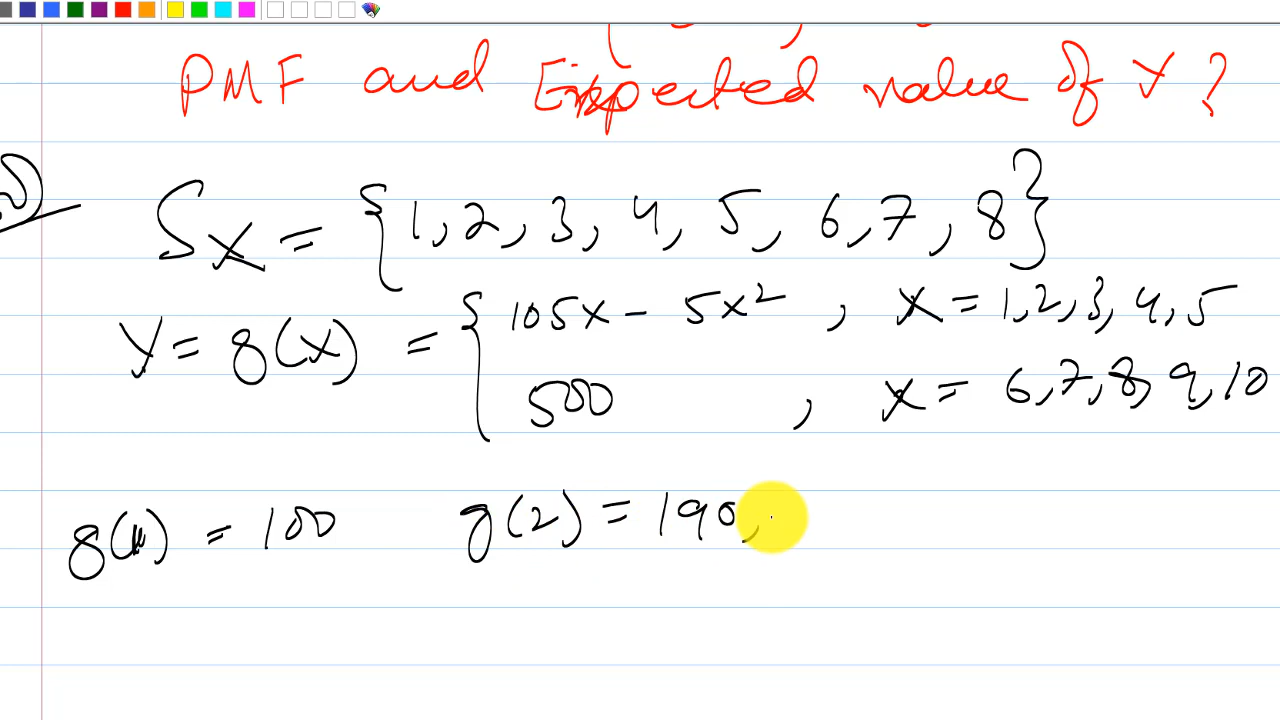 PMF and Expected value of Y?
Sx = {1, 2, 3, 4, 5, 6, 7, 8}
Y = g(X) = { 105x - 5x², x = 1, 2, 3, 4, 5
500, x = 6, 7, 8, 9, 10
g(1) = 100 g(2) = 190,